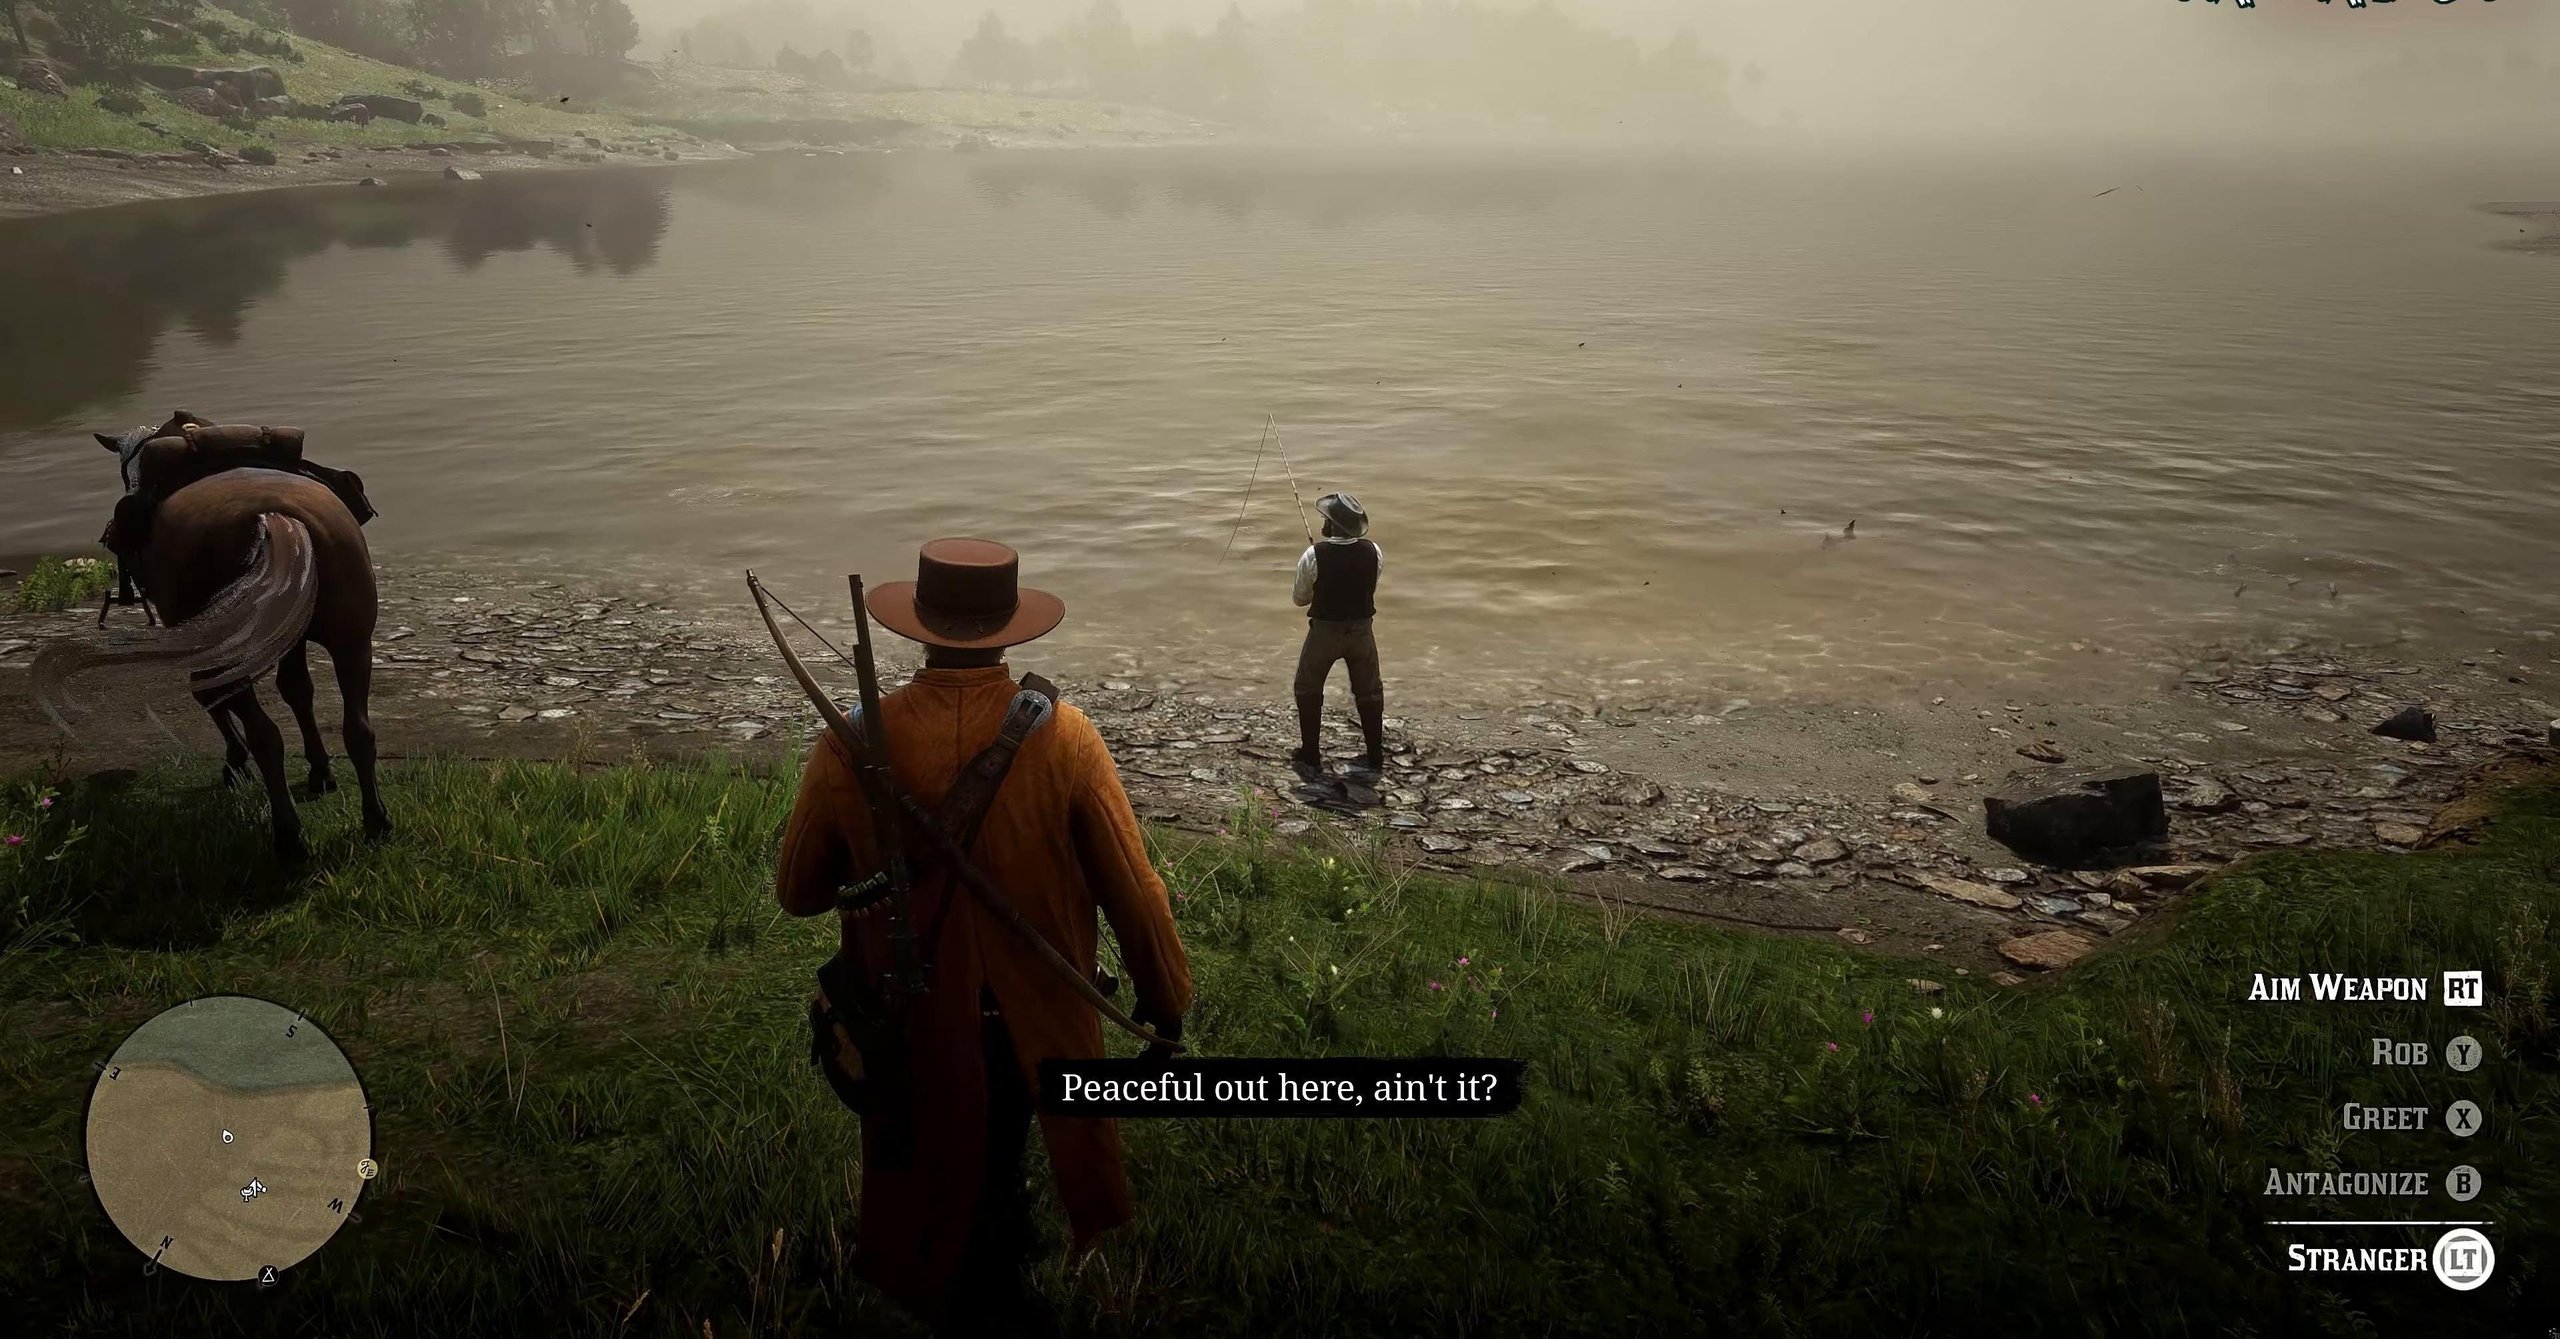 Peaceful out here, ain't it?
AIM WEAPON RT
ROB Y
GREET X
ANTAGONIZE B
STRANGER LT
S
E
W
N